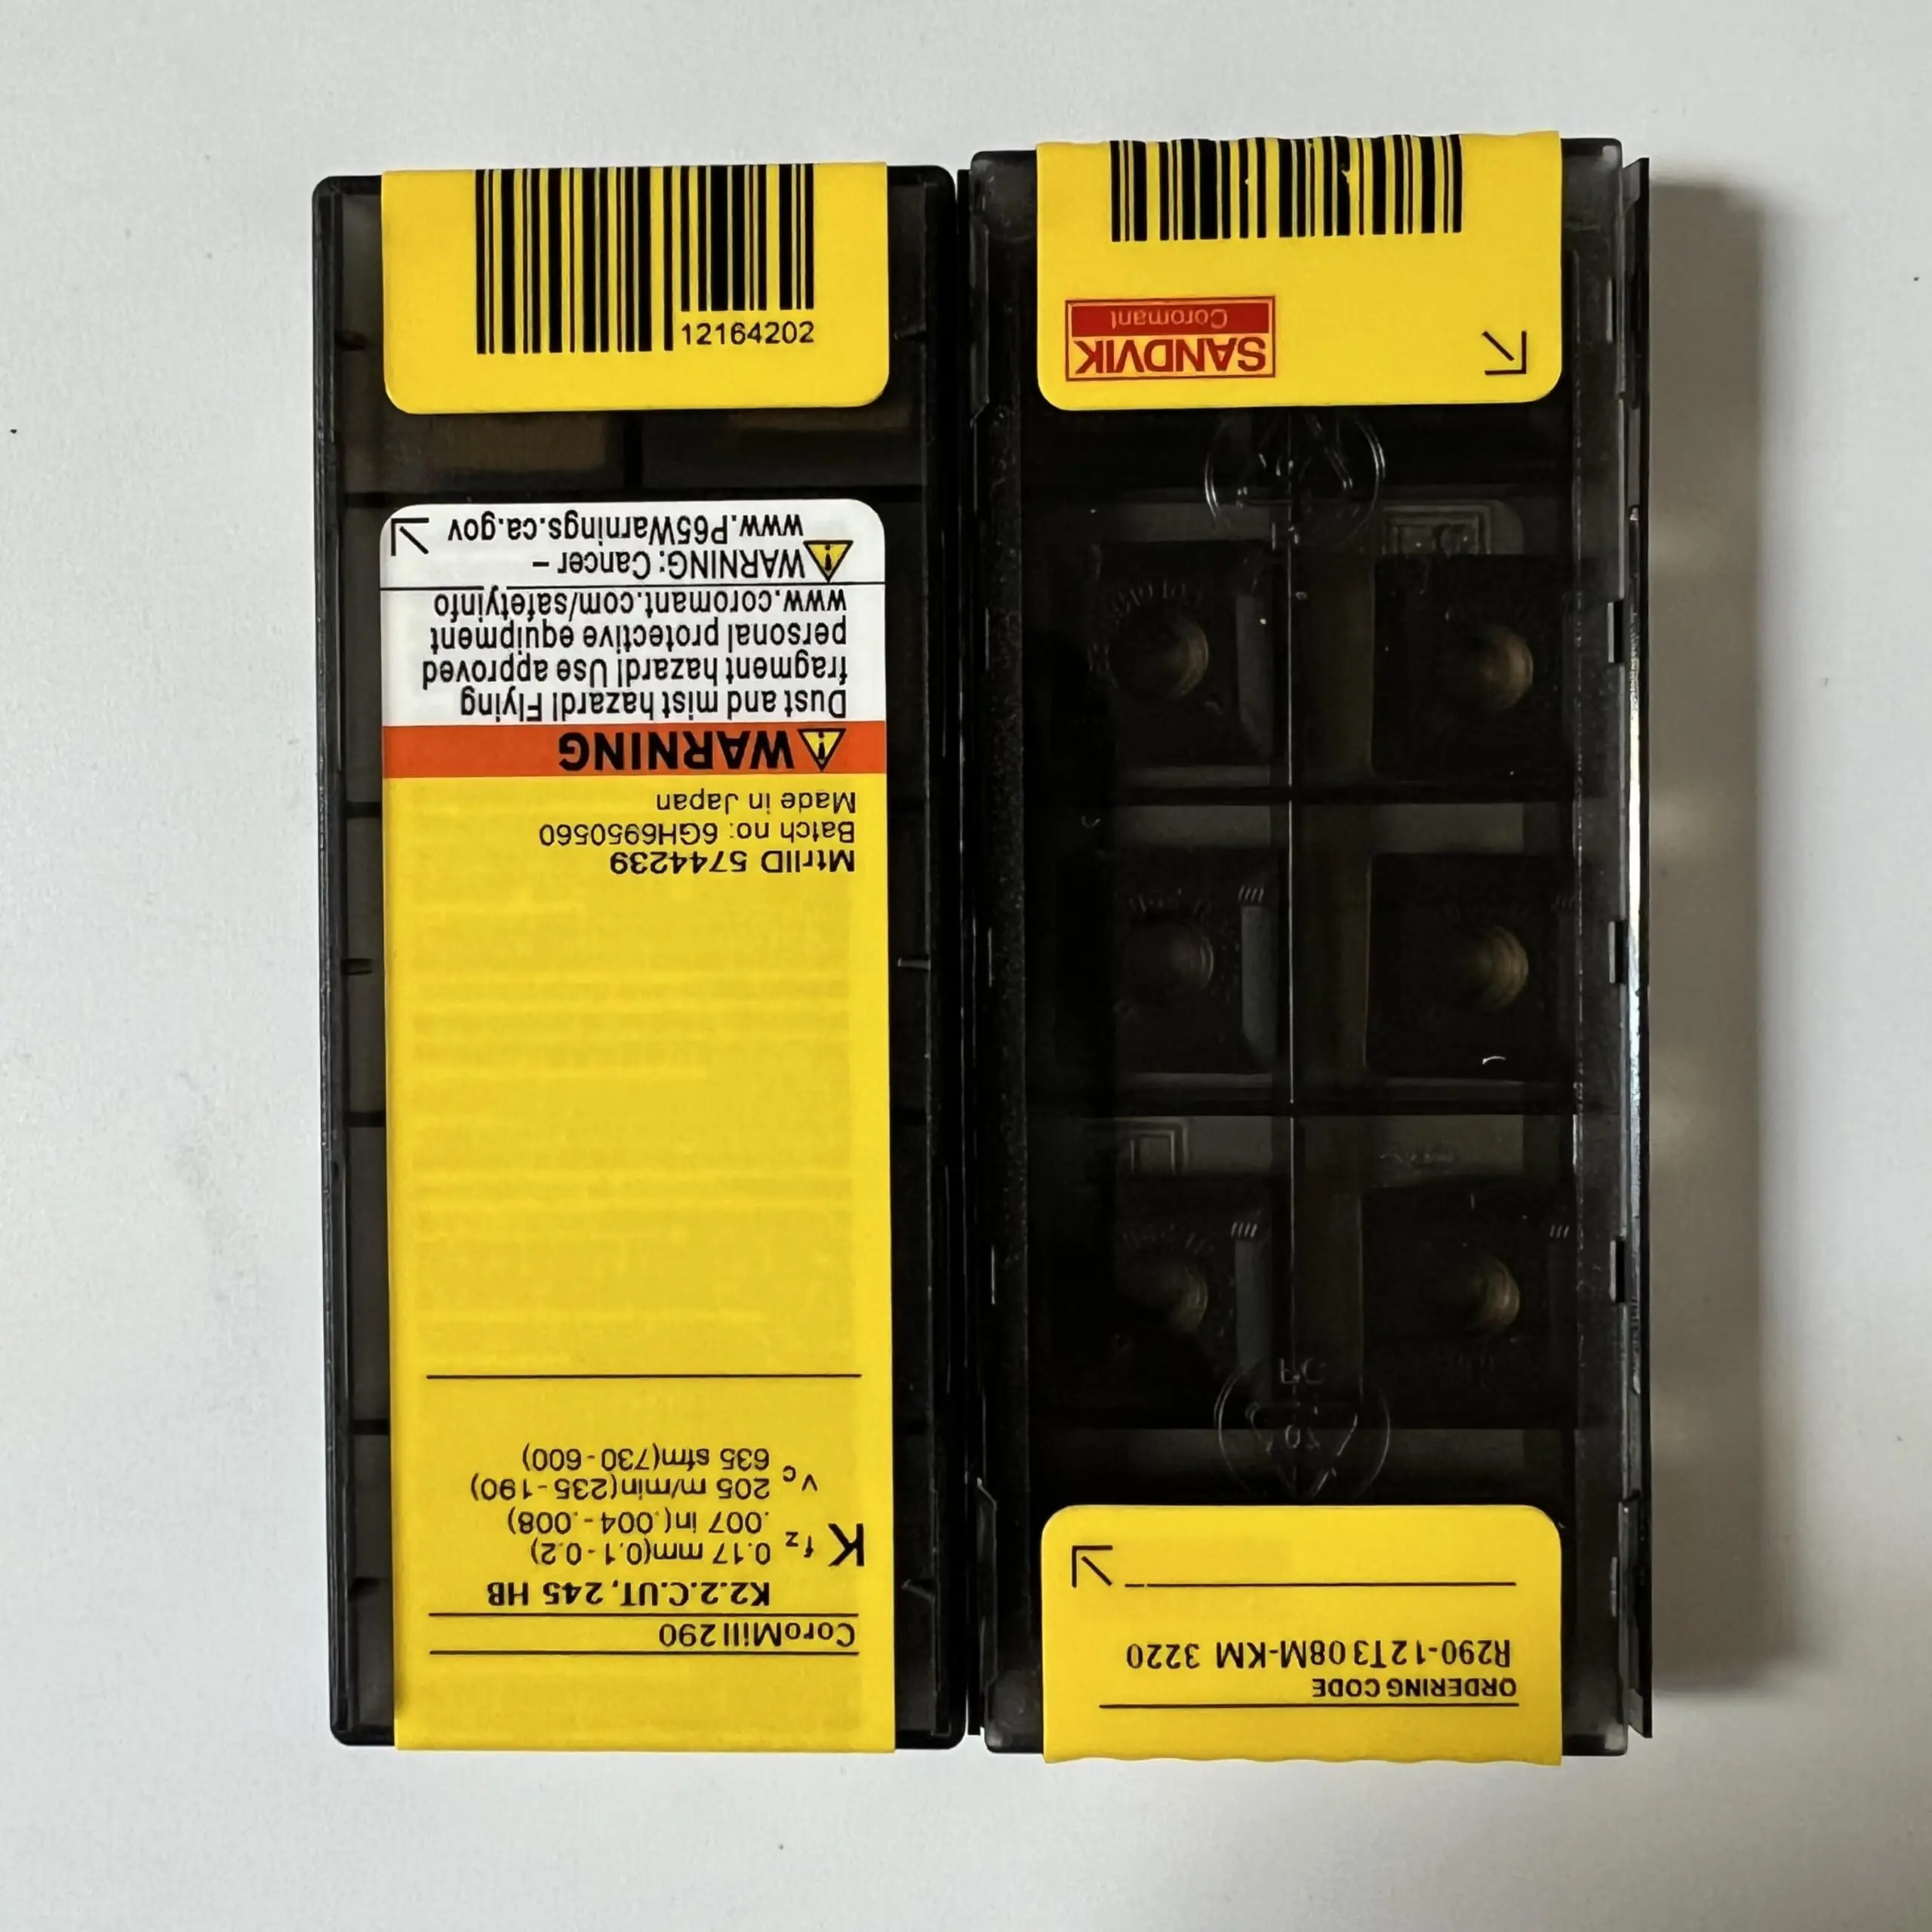 12164202
CoroMill 290
K2.2.C.UT, 245 HB
K fz 0.17 mm(0.1-0.2)
.007 in(.004-.008)
vc 205 m/min(235-190)
635 sfm(730-600)
MtrlID 5744239
Batch no: 6GH6950560
Made in Japan
WARNING
Dust and mist hazard! Flying
fragment hazard! Use approved
personal protective equipment
www.coromant.com/safetyinfo
WARNING: Cancer –
www.P65Warnings.ca.gov
ORDERING CODE
R290-12T308M-KM 3220
PC
SANDVIK
Coromant